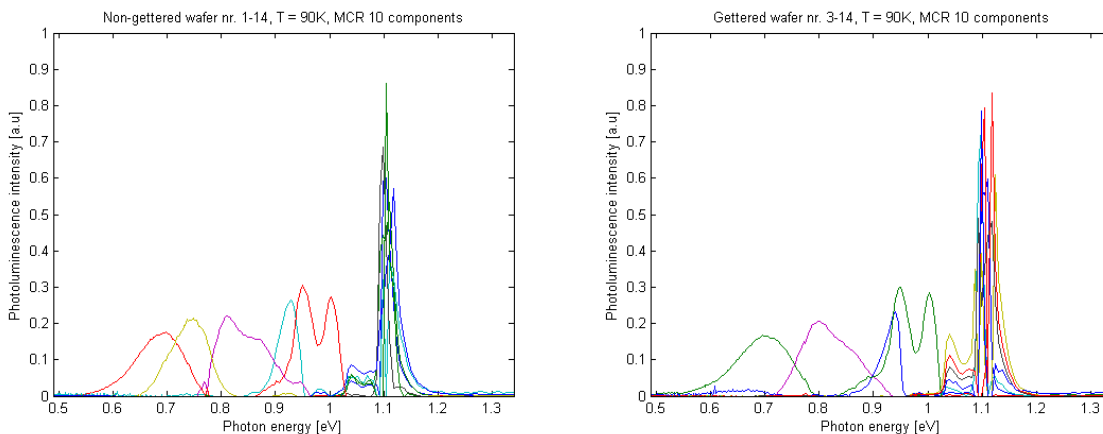 Non-gettered wafer nr. 1-14, T = 90K, MCR 10 components
1
0.9
0.8
0.7
0.6
0.5
0.4
0.3
0.2
0.1
0
Photoluminescence intensity [a.u]
0.5 0.6 0.7 0.8 0.9 1 1.1 1.2 1.3
Photon energy [eV]
Gettered wafer nr. 3-14, T = 90K, MCR 10 components
1
0.9
0.8
0.7
0.6
0.5
0.4
0.3
0.2
0.1
0
Photoluminescence intensity [a.u]
0.5 0.6 0.7 0.8 0.9 1 1.1 1.2 1.3
Photon energy [eV]